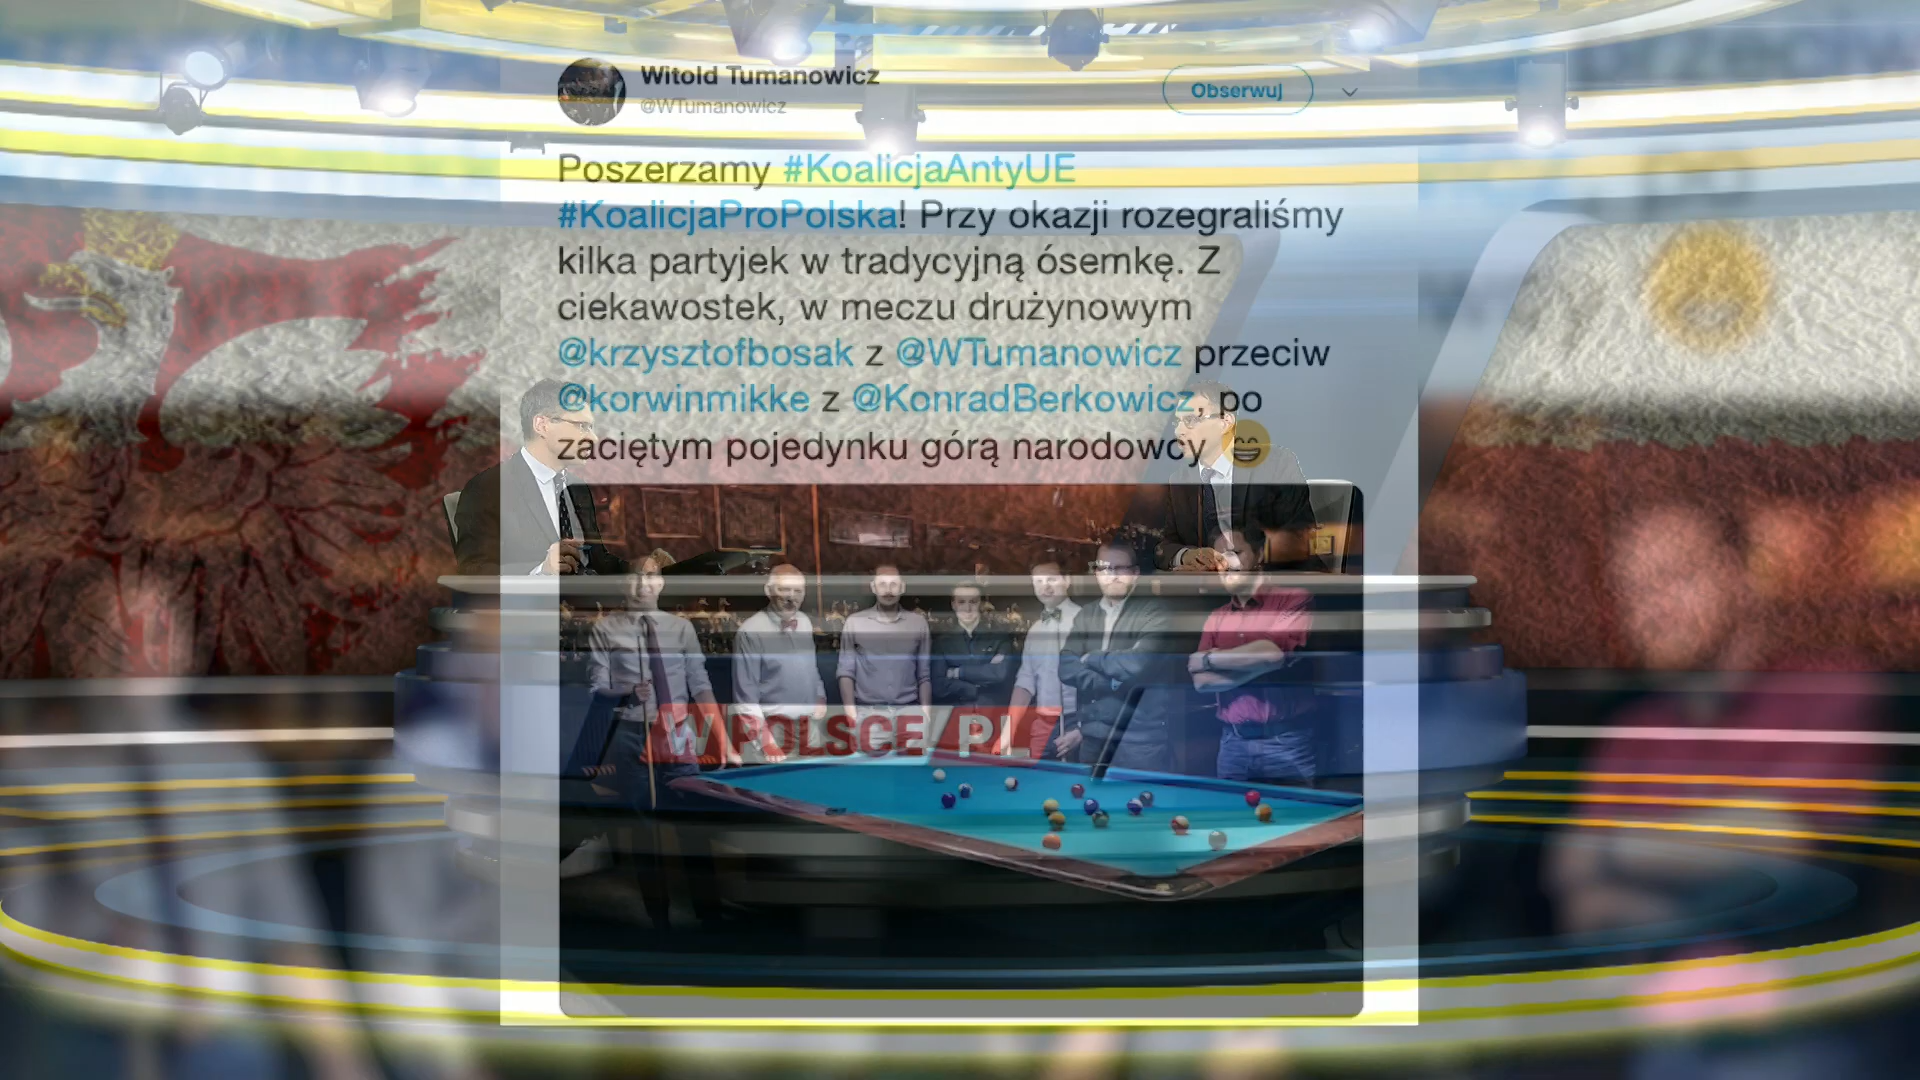 Witold Tumanowicz
@WTumanowicz
Obserwuj
Poszerzamy #KoalicjaAntyUE
#KoalicjaProPolska! Przy okazji rozegraliśmy
kilka partyjek w tradycyjną ósemkę. Z
ciekawostek, w meczu drużynowym
@krzysztofbosak z @WTumanowicz przeciw
@korwinmikke z @KonradBerkowicz, po
zaciętym pojedynku górą narodowcy 😄
W POLSCE PL